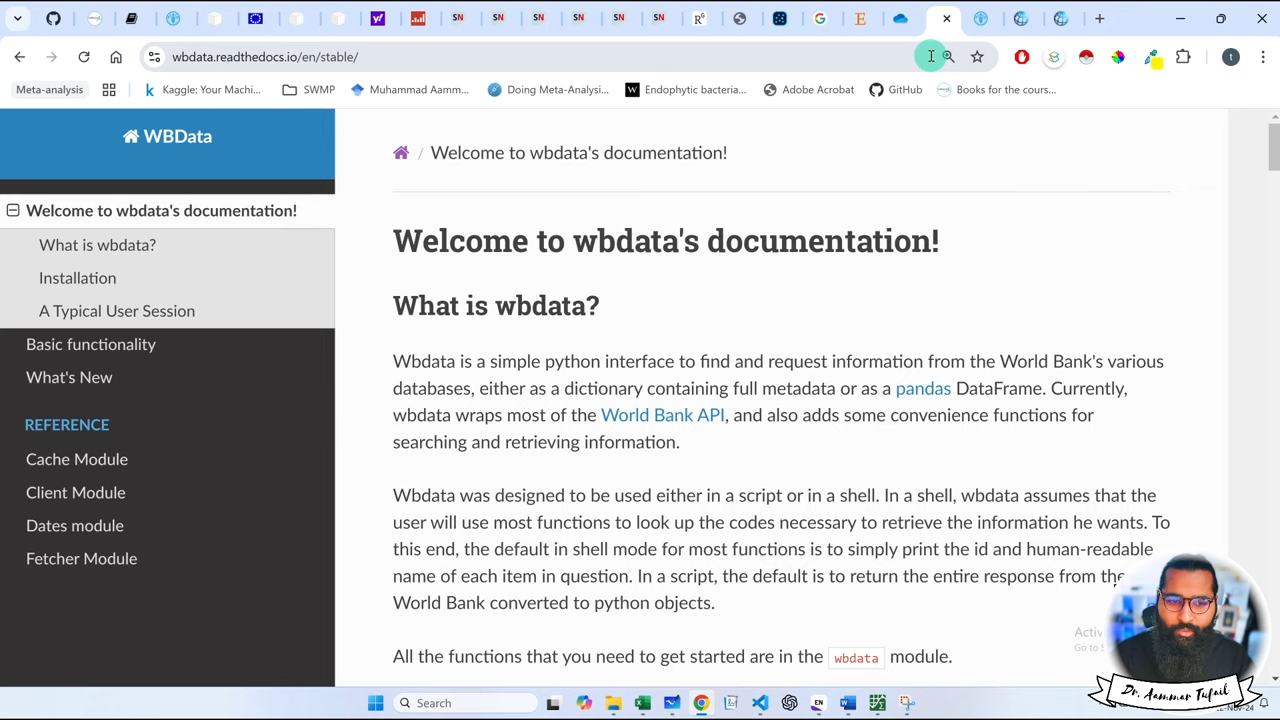 wbdata.readthedocs.io/en/stable/
t
Meta-analysis
Kaggle: Your Machi...
SWMP
Muhammad Aamm...
Doing Meta-Analysi...
Endophytic bacteria...
Adobe Acrobat
GitHub
Books for the cours...
WBData
Welcome to wbdata's documentation!
What is wbdata?
Installation
A Typical User Session
Basic functionality
What's New
REFERENCE
Cache Module
Client Module
Dates module
Fetcher Module
/ Welcome to wbdata's documentation!
Welcome to wbdata's documentation!
What is wbdata?
Wbdata is a simple python interface to find and request information from the World Bank's various
databases, either as a dictionary containing full metadata or as a pandas DataFrame. Currently,
wbdata wraps most of the World Bank API, and also adds some convenience functions for
searching and retrieving information.
Wbdata was designed to be used either in a script or in a shell. In a shell, wbdata assumes that the
user will use most functions to look up the codes necessary to retrieve the information he wants. To
this end, the default in shell mode for most functions is to simply print the id and human-readable
name of each item in question. In a script, the default is to return the entire response from the
World Bank converted to python objects.
All the functions that you need to get started are in the wbdata module.
Go to
Dr. Aammar Tufail
Search